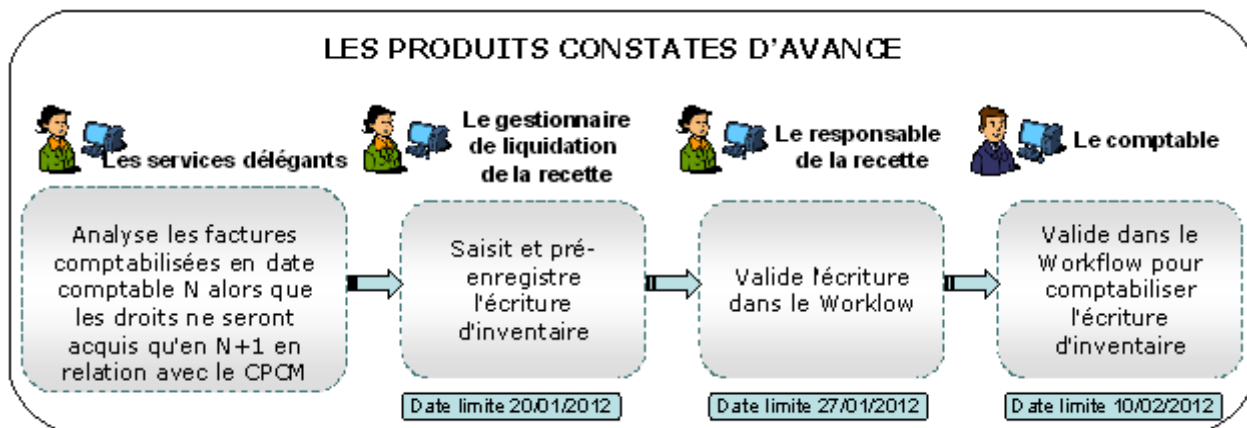 LES PRODUITS CONSTATES D'AVANCE
Les services délégants
Le gestionnaire
de liquidation
de la recette
Le responsable
de la recette
Le comptable
Analyse les factures
comptabilisées en date
comptable N alors que
les droits ne seront
acquis qu'en N+1 en
relation avec le CPCM
Saisit et pré-
enregistre
l'écriture
d'inventaire
Valide l'écriture
dans le Worklow
Valide dans le
Workflow pour
comptabiliser
l'écriture
d'inventaire
Date limite 20/01/2012
Date limite 27/01/2012
Date limite 10/02/2012